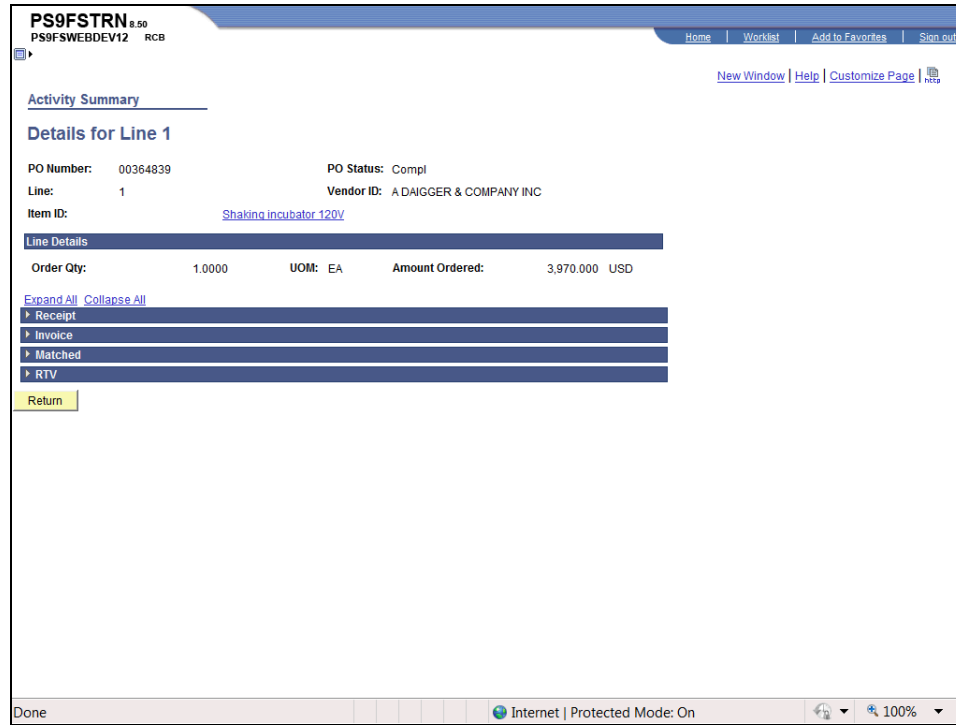 PS9FSTRN 8.50
PS9FSWEBDEV12 RCB
Home Worklist Add to Favorites Sign out
New Window | Help | Customize Page | http
Activity Summary
Details for Line 1
PO Number: 00364839 PO Status: Compl
Line: 1 Vendor ID: A DAIGGER & COMPANY INC
Item ID: Shaking incubator 120V
Line Details
Order Qty: 1.0000 UOM: EA Amount Ordered: 3,970.000 USD
Expand All Collapse All
Receipt
Invoice
Matched
RTV
Return
Done Internet | Protected Mode: On 100%